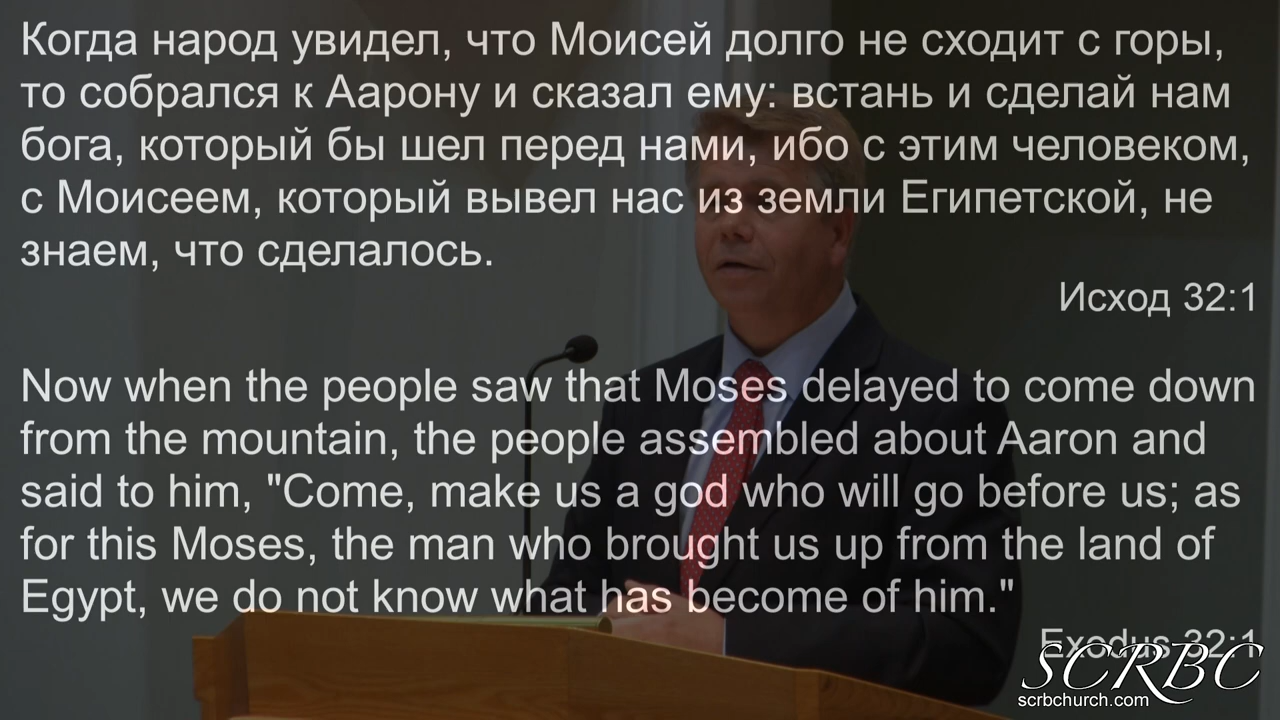 Когда народ увидел, что Моисей долго не сходит с горы,
то собрался к Аарону и сказал ему: встань и сделай нам
бога, который бы шел перед нами, ибо с этим человеком,
с Моисеем, который вывел нас из земли Египетской, не
знаем, что сделалось.
Исход 32:1
Now when the people saw that Moses delayed to come down
from the mountain, the people assembled about Aaron and
said to him, "Come, make us a god who will go before us; as
for this Moses, the man who brought us up from the land of
Egypt, we do not know what has become of him."
Exodus 32:1
SCRBC
scrbchurch.com